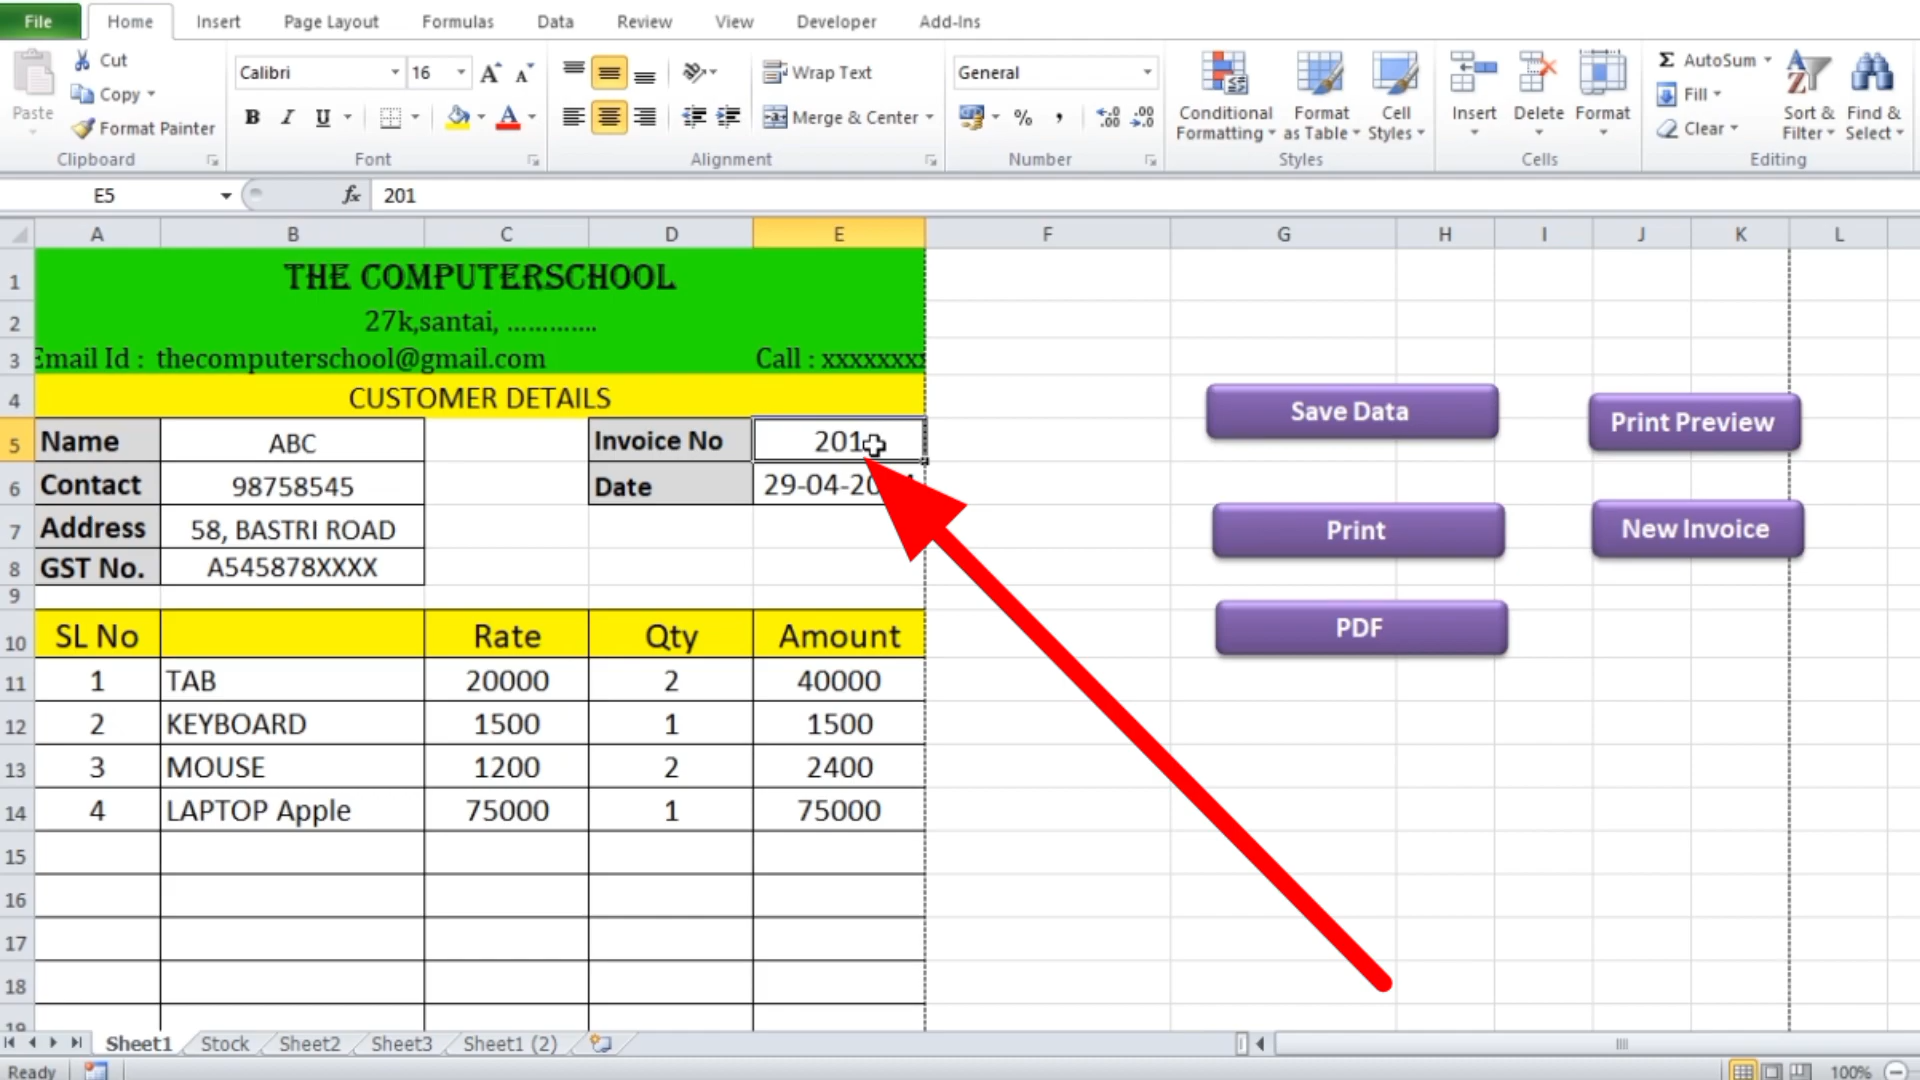 File Home Insert Page Layout Formulas Data Review View Developer Add-Ins
Paste Cut Copy Format Painter Clipboard
Calibri 16 A A B I U A Font
Wrap Text Merge & Center Alignment
General % , .0 .00 .00 .0 Number
Conditional Formatting Format as Table Cell Styles Styles
Insert Delete Format Cells
Σ AutoSum Fill Clear Sort & Filter Find & Select Editing
E5 fx 201
A B C D E F G H I J K L
1 THE COMPUTERSCHOOL
2 27k,santai, .............
3 Email Id : thecomputerschool@gmail.com Call : xxxxxxxx
4 CUSTOMER DETAILS
5 Name ABC Invoice No 201
6 Contact 98758545 Date
7 Address 58, BASTRI ROAD
8 GST No. A545878XXXX
9
10 SL No Rate Qty Amount
11 1 TAB 20000 2 40000
12 2 KEYBOARD 1500 1 1500
13 3 MOUSE 1200 2 2400
14 4 LAPTOP Apple 75000 1 75000
15
16
17
18
19
Save Data Print Preview
Print New Invoice
PDF
Sheet1 Stock Sheet2 Sheet3 Sheet1 (2)
Ready 100%